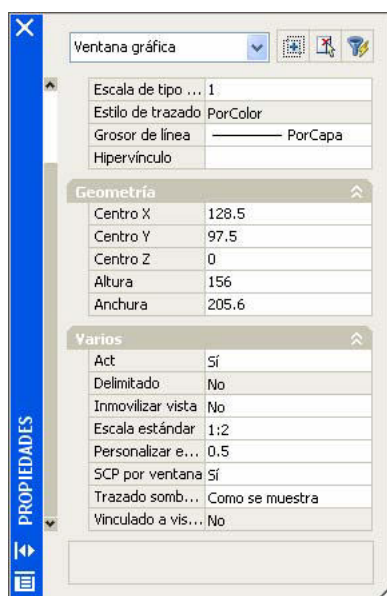 Ventana gráfica
Escala de tipo ... 1
Estilo de trazado PorColor
Grosor de línea PorCapa
Hipervínculo
Geometría
Centro X 128.5
Centro Y 97.5
Centro Z 0
Altura 156
Anchura 205.6
Varios
Act Sí
Delimitado No
Inmovilizar vista No
Escala estándar 1:2
Personalizar e... 0.5
SCP por ventana Sí
Trazado somb... Como se muestra
Vinculado a vis... No
PROPIEDADES